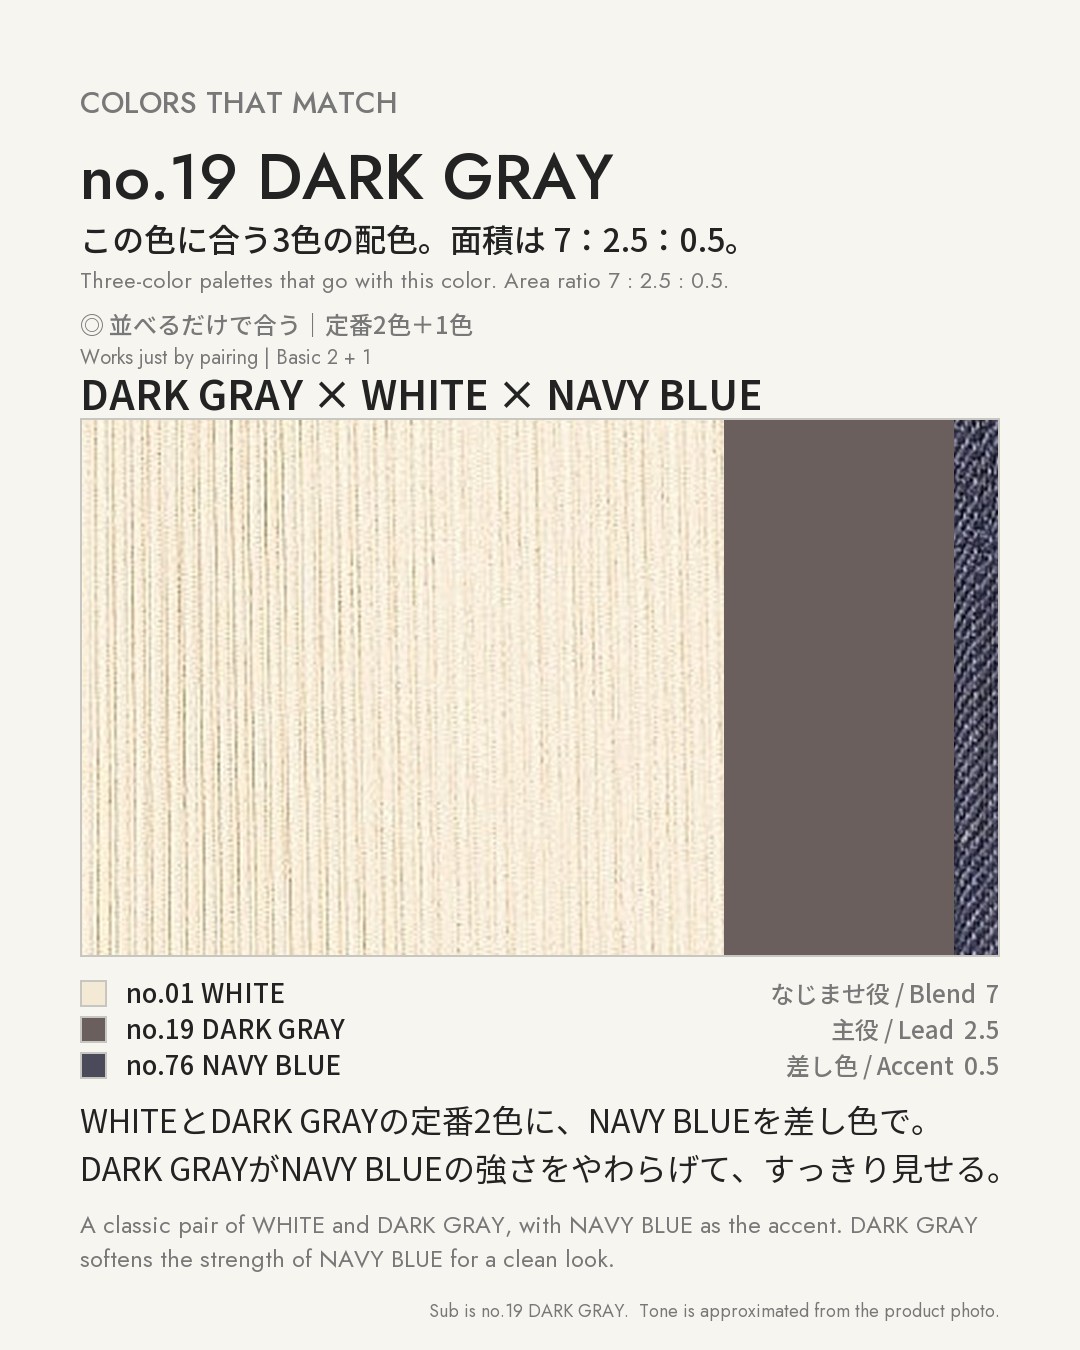 COLORS THAT MATCH
no.19 DARK GRAY
この色に合う3色の配色。面積は 7：2.5：0.5。
Three-color palettes that go with this color. Area ratio 7 : 2.5 : 0.5.
◎ 並べるだけで合う｜定番2色＋1色
Works just by pairing | Basic 2 + 1
DARK GRAY × WHITE × NAVY BLUE
no.01 WHITE なじませ役 / Blend 7
no.19 DARK GRAY 主役 / Lead 2.5
no.76 NAVY BLUE 差し色 / Accent 0.5
WHITEとDARK GRAYの定番2色に、NAVY BLUEを差し色で。
DARK GRAYがNAVY BLUEの強さをやわらげて、すっきり見せる。
A classic pair of WHITE and DARK GRAY, with NAVY BLUE as the accent. DARK GRAY
softens the strength of NAVY BLUE for a clean look.
Sub is no.19 DARK GRAY. Tone is approximated from the product photo.